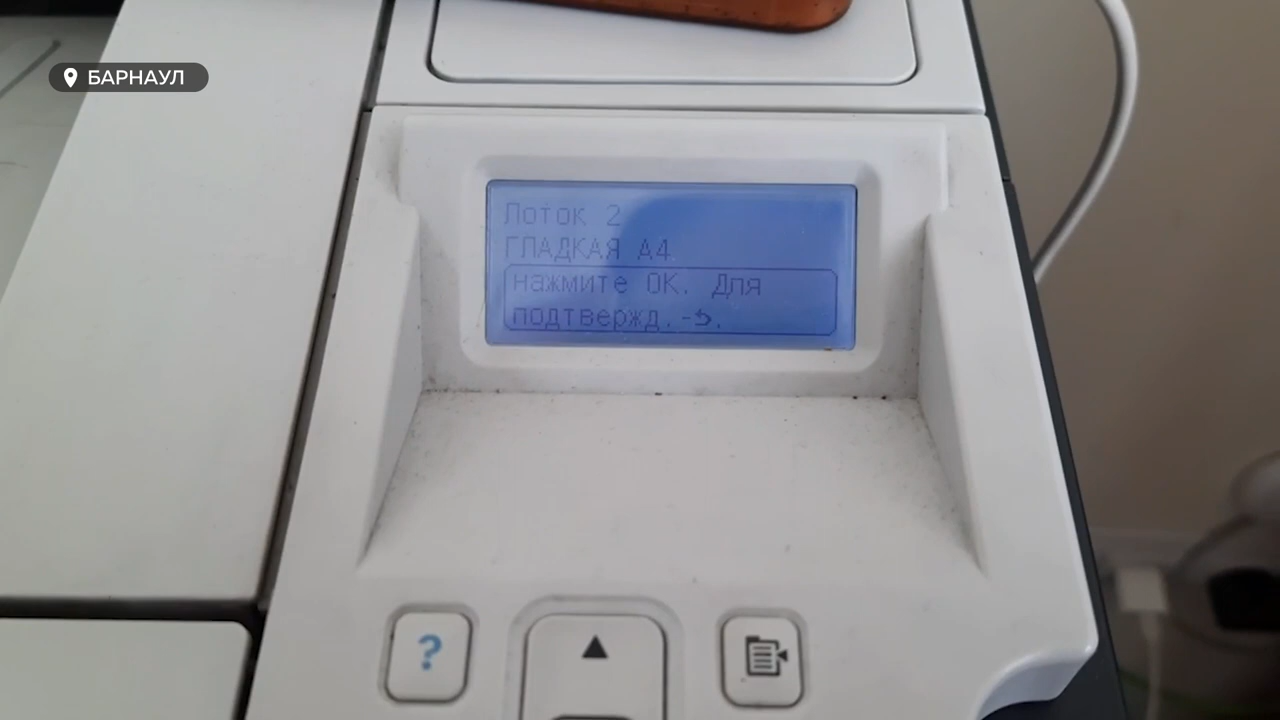 БАРНАУЛ
Лоток 2
ГЛАДКАЯ А4
нажмите ОК. Для
подтвержд.-⮌.
?